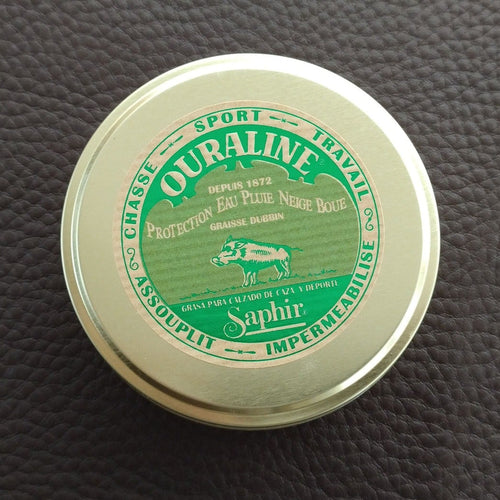 CHASSE SPORT TRAVAIL
OURALINE
DEPUIS 1872
PROTECTION EAU PLUIE NEIGE BOUE
GRAISSE DUBBIN
GRASA PARA CALZADO DE CAZA Y DEPORTE
Saphir
ASSOUPLIT IMPERMEABILISE